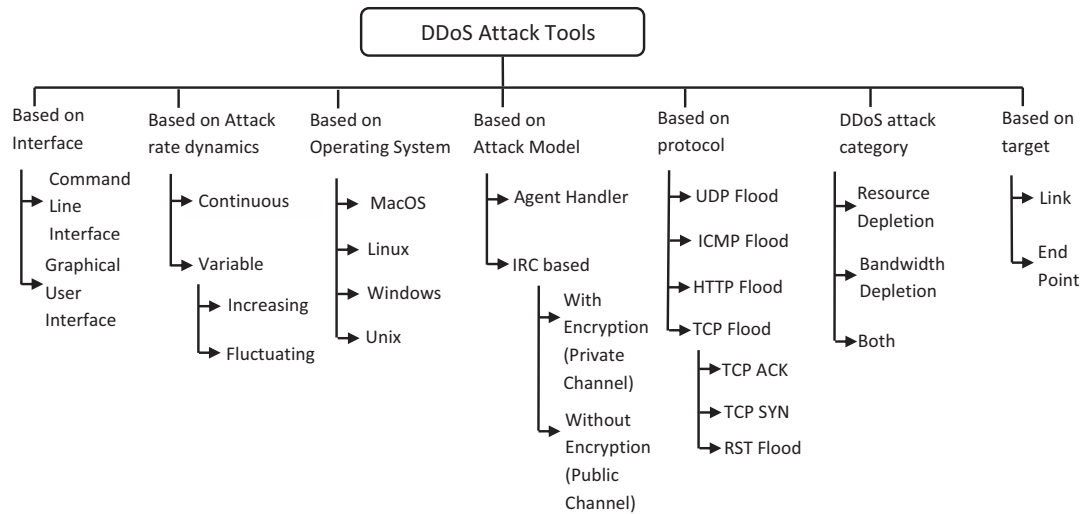 DDoS Attack Tools
Based on
Interface
Command
Line
Interface
Graphical
User
Interface
Based on Attack
rate dynamics
Continuous
Variable
Increasing
Fluctuating
Based on
Operating System
MacOS
Linux
Windows
Unix
Based on
Attack Model
Agent Handler
IRC based
With
Encryption
(Private
Channel)
Without
Encryption
(Public
Channel)
Based on
protocol
UDP Flood
ICMP Flood
HTTP Flood
TCP Flood
TCP ACK
TCP SYN
RST Flood
DDoS attack
category
Resource
Depletion
Bandwidth
Depletion
Both
Based on
target
Link
End
Point